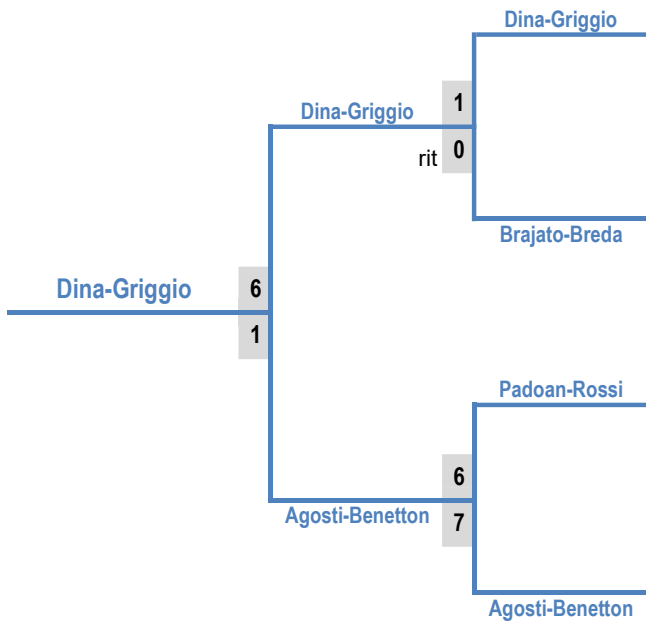 Dina-Griggio
1
Dina-Griggio
rit 0
Brajato-Breda
Dina-Griggio
6
1
Padoan-Rossi
6
Agosti-Benetton
7
Agosti-Benetton